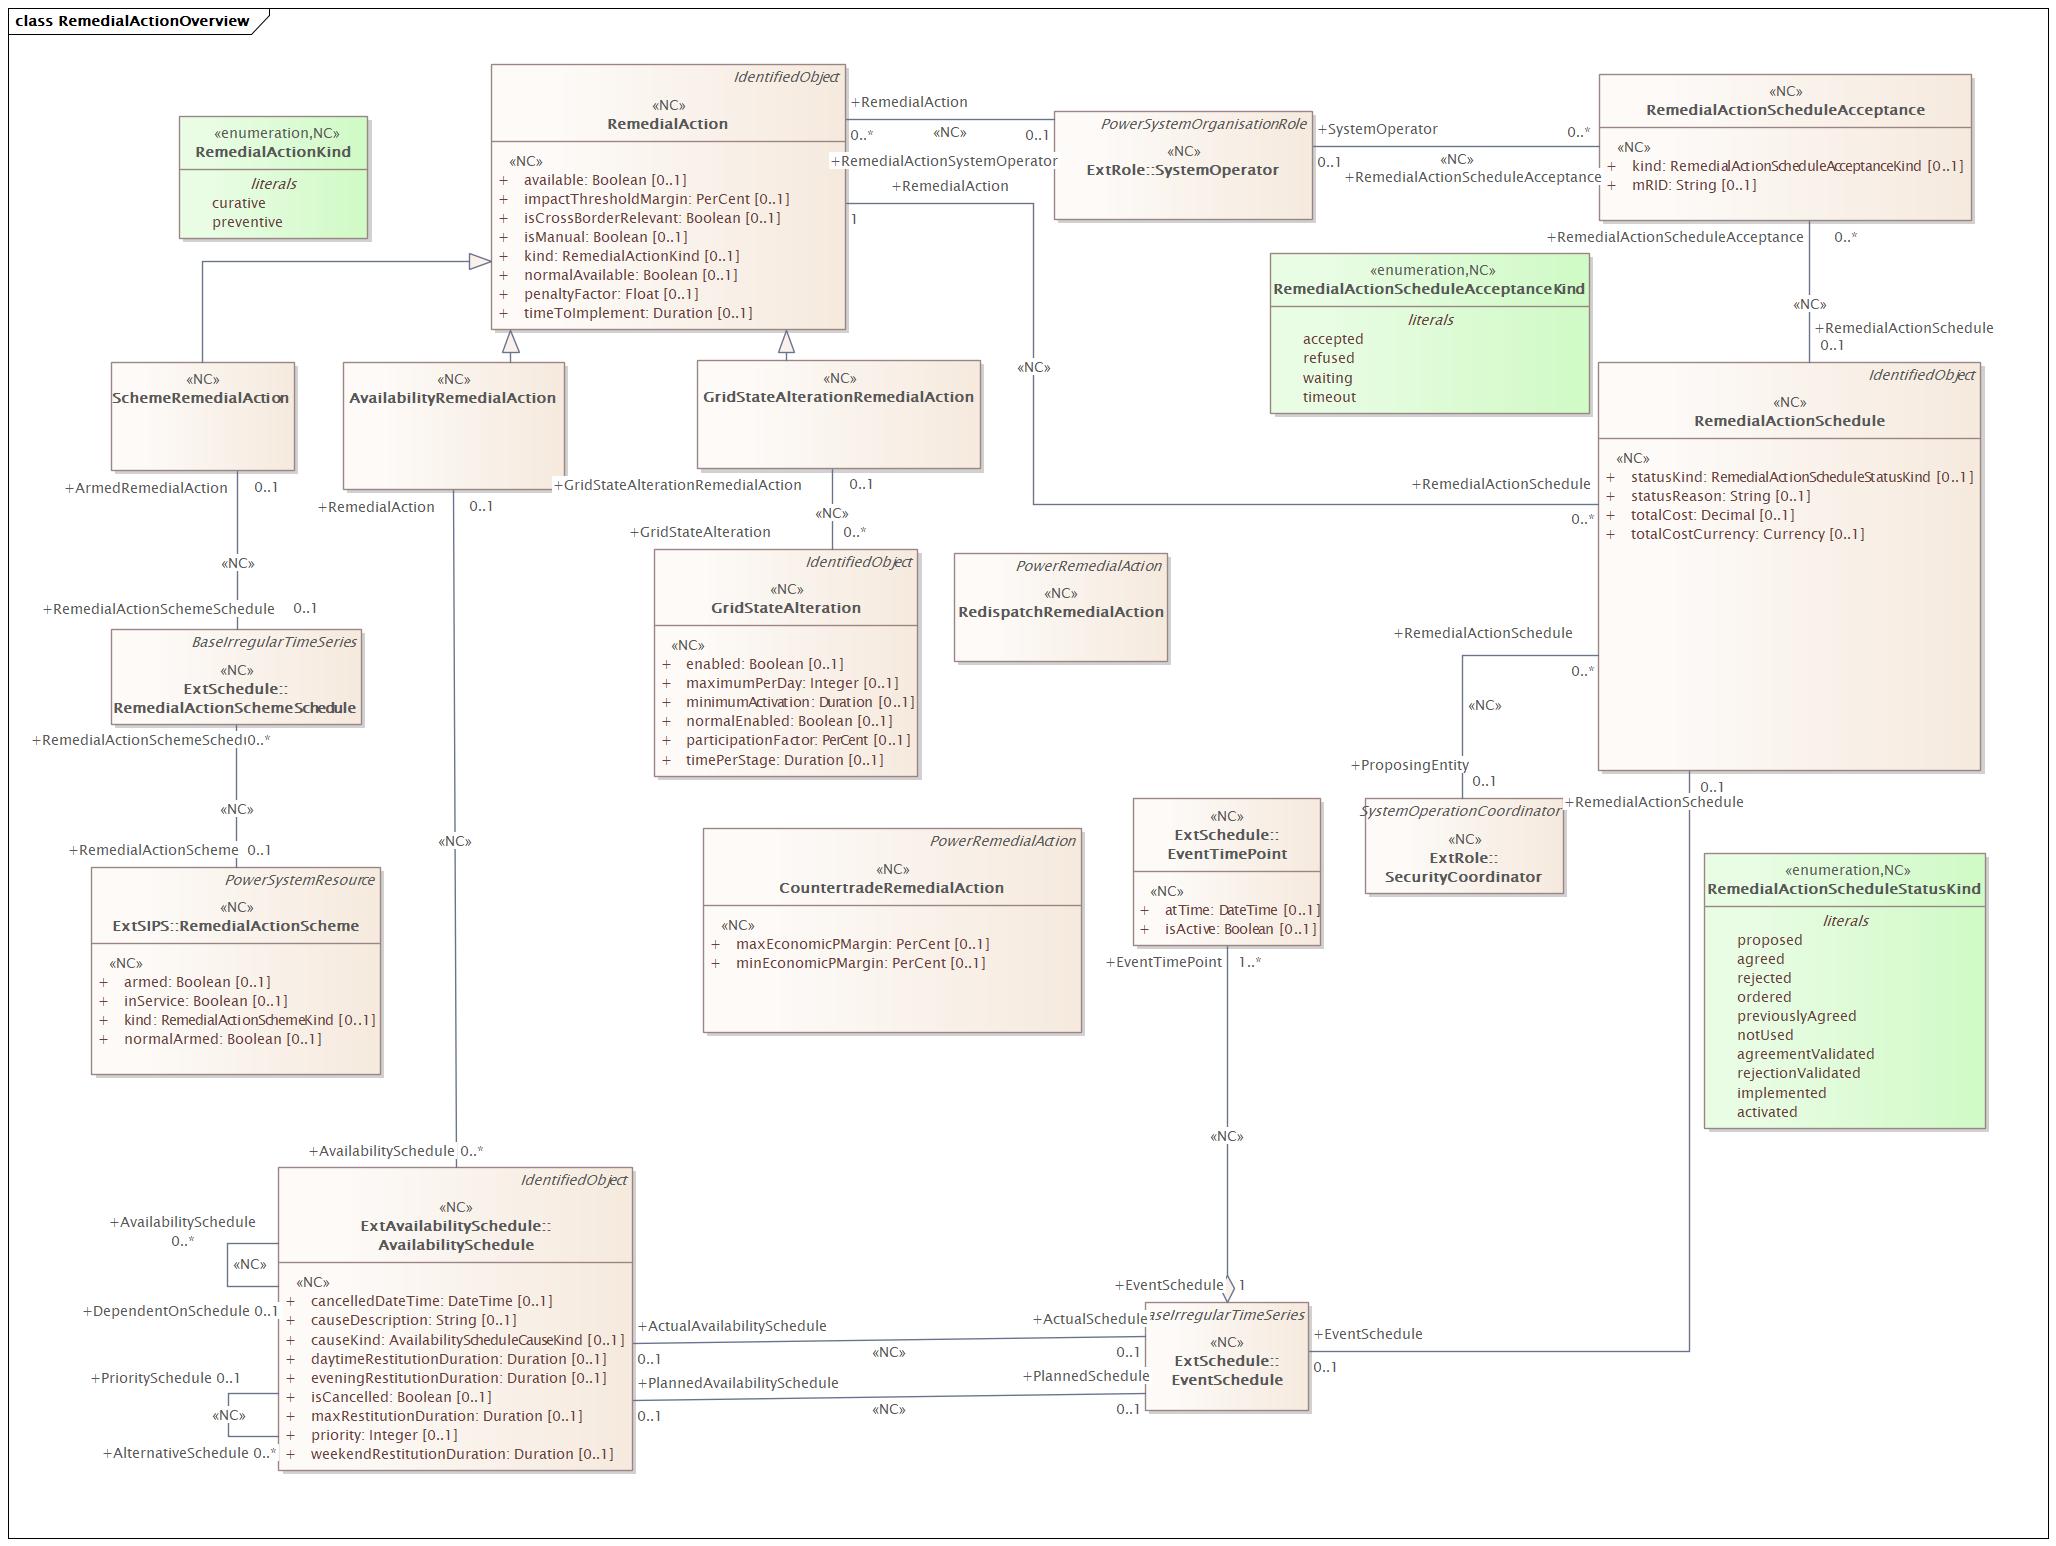 class RemedialActionOverview
«enumeration,NC»
RemedialActionKind
literals
curative
preventive
IdentifiedObject
«NC»
RemedialAction
«NC»
+ available: Boolean [0..1]
+ impactThresholdMargin: PerCent [0..1]
+ isCrossBorderRelevant: Boolean [0..1]
+ isManual: Boolean [0..1]
+ kind: RemedialActionKind [0..1]
+ normalAvailable: Boolean [0..1]
+ penaltyFactor: Float [0..1]
+ timeToImplement: Duration [0..1]
+RemedialAction
0..*
«NC»
0..1
+RemedialActionSystemOperator
+RemedialAction
1
«NC»
PowerSystemOrganisationRole
«NC»
ExtRole::SystemOperator
+SystemOperator
0..*
0..1
«NC»
+RemedialActionScheduleAcceptance
«NC»
RemedialActionScheduleAcceptance
«NC»
+ kind: RemedialActionScheduleAcceptanceKind [0..1]
+ mRID: String [0..1]
+RemedialActionScheduleAcceptance
0..*
«NC»
+RemedialActionSchedule
0..1
«enumeration,NC»
RemedialActionScheduleAcceptanceKind
literals
accepted
refused
waiting
timeout
«NC»
SchemeRemedialAction
«NC»
AvailabilityRemedialAction
«NC»
GridStateAlterationRemedialAction
IdentifiedObject
«NC»
RemedialActionSchedule
«NC»
+ statusKind: RemedialActionScheduleStatusKind [0..1]
+ statusReason: String [0..1]
+ totalCost: Decimal [0..1]
+ totalCostCurrency: Currency [0..1]
+RemedialActionSchedule
0..*
+ArmedRemedialAction
0..1
«NC»
+RemedialActionSchemeSchedule
0..1
+RemedialAction
0..1
+GridStateAlterationRemedialAction
0..1
«NC»
+GridStateAlteration
0..*
IdentifiedObject
«NC»
GridStateAlteration
«NC»
+ enabled: Boolean [0..1]
+ maximumPerDay: Integer [0..1]
+ minimumActivation: Duration [0..1]
+ normalEnabled: Boolean [0..1]
+ participationFactor: PerCent [0..1]
+ timePerStage: Duration [0..1]
PowerRemedialAction
«NC»
RedispatchRemedialAction
BaseIrregularTimeSeries
«NC»
ExtSchedule::
RemedialActionSchemeSchedule
0..*
«NC»
+RemedialActionScheme
0..1
PowerSystemResource
«NC»
ExtSIPS::RemedialActionScheme
«NC»
+ armed: Boolean [0..1]
+ inService: Boolean [0..1]
+ kind: RemedialActionSchemeKind [0..1]
+ normalArmed: Boolean [0..1]
«NC»
PowerRemedialAction
«NC»
CountertradeRemedialAction
«NC»
+ maxEconomicPMargin: PerCent [0..1]
+ minEconomicPMargin: PerCent [0..1]
«NC»
ExtSchedule::
EventTimePoint
«NC»
+ atTime: DateTime [0..1]
+ isActive: Boolean [0..1]
+EventTimePoint
1..*
«NC»
+EventSchedule
1
+RemedialActionSchedule
0..*
«NC»
+ProposingEntity
0..1
SystemOperationCoordinator
«NC»
ExtRole::
SecurityCoordinator
0..1
+RemedialActionSchedule
«enumeration,NC»
RemedialActionScheduleStatusKind
literals
proposed
agreed
rejected
ordered
previouslyAgreed
notUsed
agreementValidated
rejectionValidated
implemented
activated
+AvailabilitySchedule
0..*
IdentifiedObject
«NC»
ExtAvailabilitySchedule::
AvailabilitySchedule
«NC»
+ cancelledDateTime: DateTime [0..1]
+ causeDescription: String [0..1]
+ causeKind: AvailabilityScheduleCauseKind [0..1]
+ daytimeRestitutionDuration: Duration [0..1]
+ eveningRestitutionDuration: Duration [0..1]
+ isCancelled: Boolean [0..1]
+ maxRestitutionDuration: Duration [0..1]
+ priority: Integer [0..1]
+ weekendRestitutionDuration: Duration [0..1]
+AvailabilitySchedule
0..*
«NC»
+DependentOnSchedule 0..1
+PrioritySchedule 0..1
«NC»
+AlternativeSchedule 0..*
+ActualAvailabilitySchedule
0..1
«NC»
+ActualSchedule
0..1
+PlannedAvailabilitySchedule
0..1
«NC»
+PlannedSchedule
0..1
«NC»
ExtSchedule::
EventSchedule
+EventSchedule
0..1